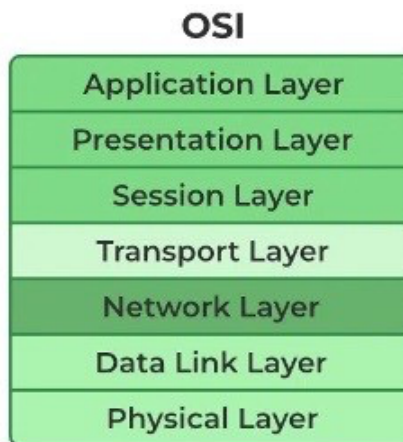 OSI
Application Layer
Presentation Layer
Session Layer
Transport Layer
Network Layer
Data Link Layer
Physical Layer